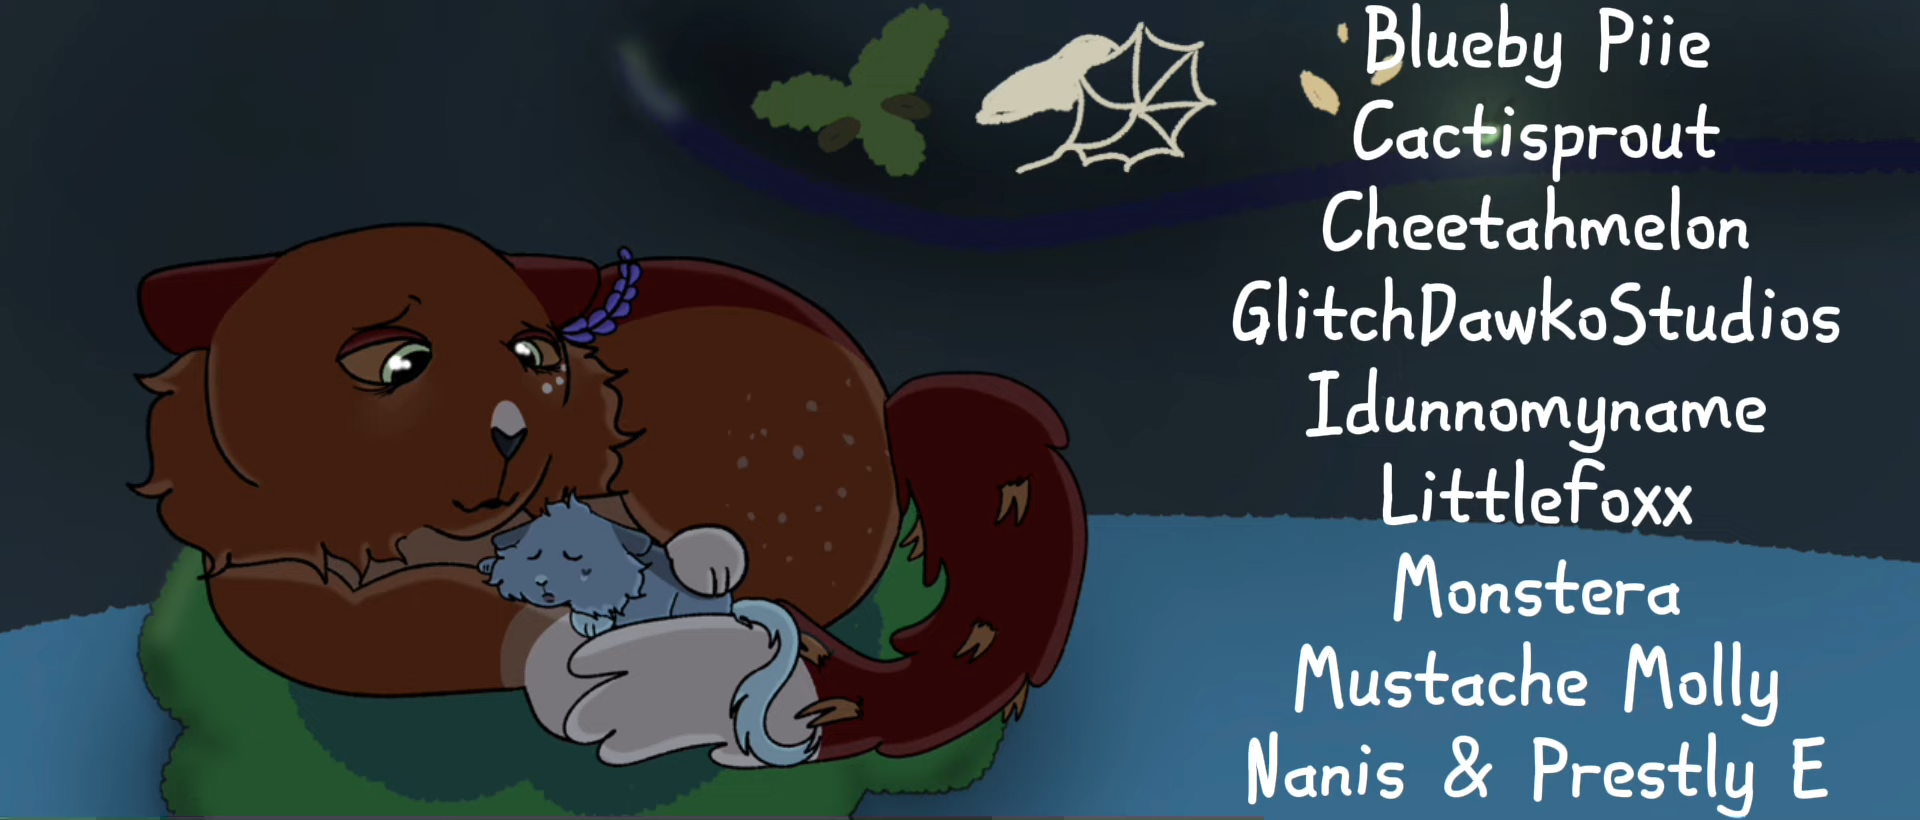 Blueby Piie
Cactisprout
Cheetahmelon
GlitchDawkoStudios
Idunnomyname
Littlefoxx
Monstera
Mustache Molly
Nanis & Prestly E